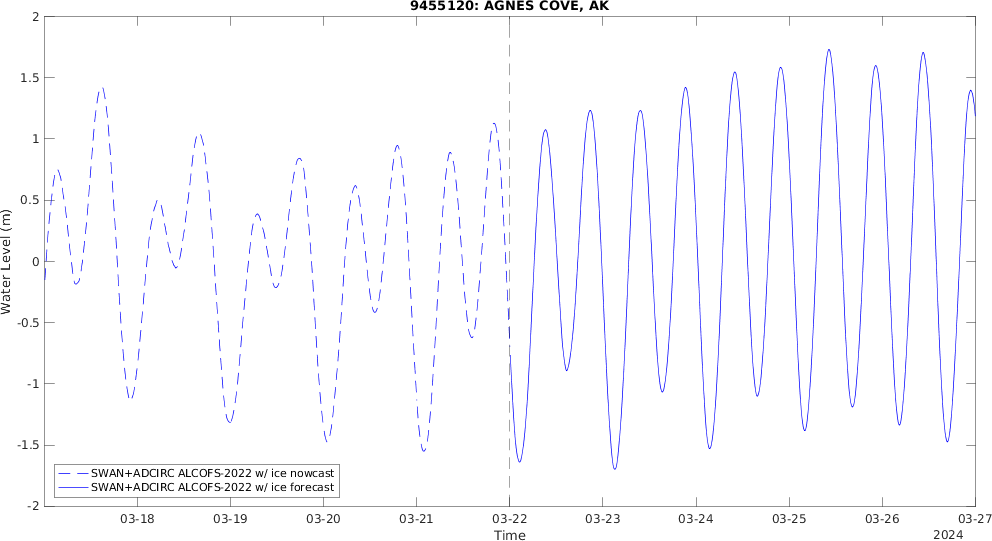 9455120: AGNES COVE, AK
2
1.5
1
0.5
0
-0.5
-1
-1.5
-2
Water Level (m)
SWAN+ADCIRC ALCOFS-2022 w/ ice nowcast
SWAN+ADCIRC ALCOFS-2022 w/ ice forecast
03-18 03-19 03-20 03-21 03-22 03-23 03-24 03-25 03-26 03-27
Time
2024